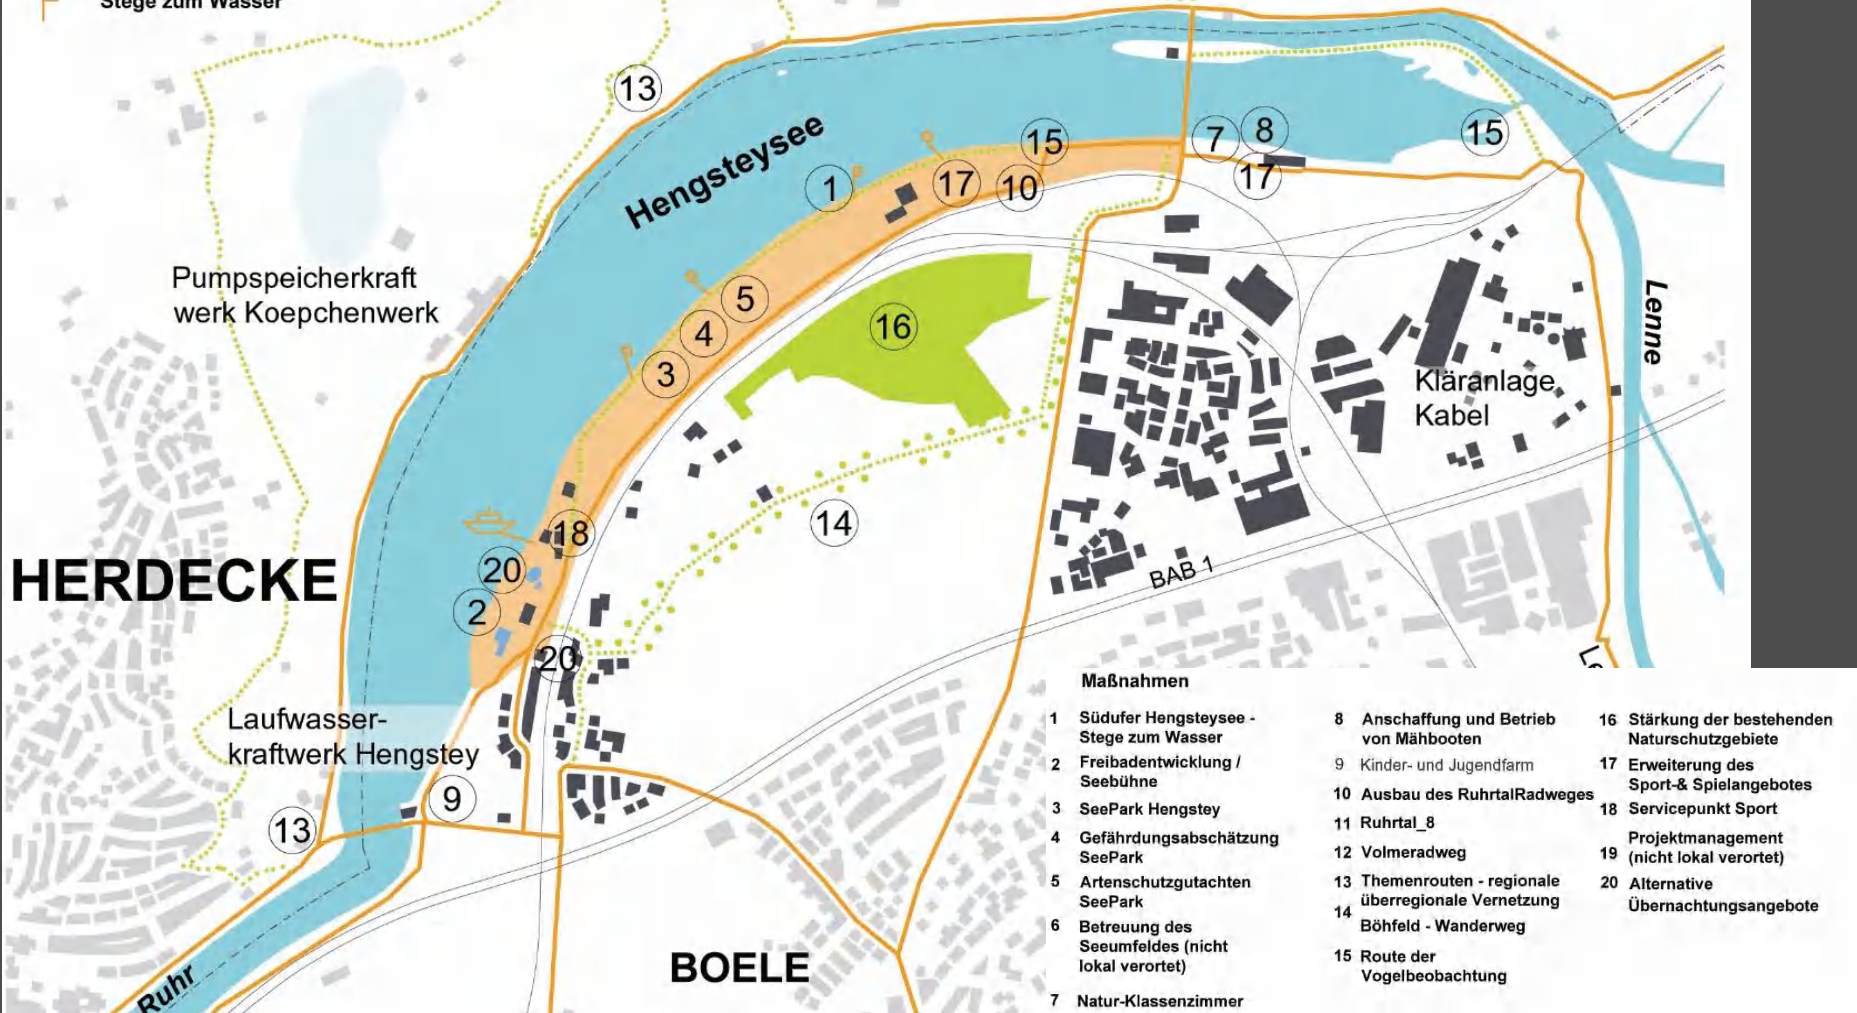 Stege zum Wasser
13
Hengsteysee
15
7
8
15
1
17
10
17
Pumpspeicherkraft
werk Koepchenwerk
5
4
16
3
Lenne
Kläranlage
Kabel
18
14
HERDECKE
20
2
BAB 1
20
Laufwasser-
kraftwerk Hengstey
9
13
BOELE
Ruhr
Maßnahmen
1 Südufer Hengsteysee -
Stege zum Wasser
2 Freibadentwicklung /
Seebühne
3 SeePark Hengstey
4 Gefährdungsabschätzung
SeePark
5 Artenschutzgutachten
SeePark
6 Betreuung des
Seeumfeldes (nicht
lokal verortet)
7 Natur-Klassenzimmer
8 Anschaffung und Betrieb
von Mähbooten
9 Kinder- und Jugendfarm
10 Ausbau des RuhrtalRadweges
11 Ruhrtal_8
12 Volmeradweg
13 Themenrouten - regionale
überregionale Vernetzung
14
Böhfeld - Wanderweg
15 Route der
Vogelbeobachtung
16 Stärkung der bestehenden
Naturschutzgebiete
17 Erweiterung des
Sport-& Spielangebotes
18 Servicepunkt Sport
Projektmanagement
19 (nicht lokal verortet)
20 Alternative
Übernachtungsangebote